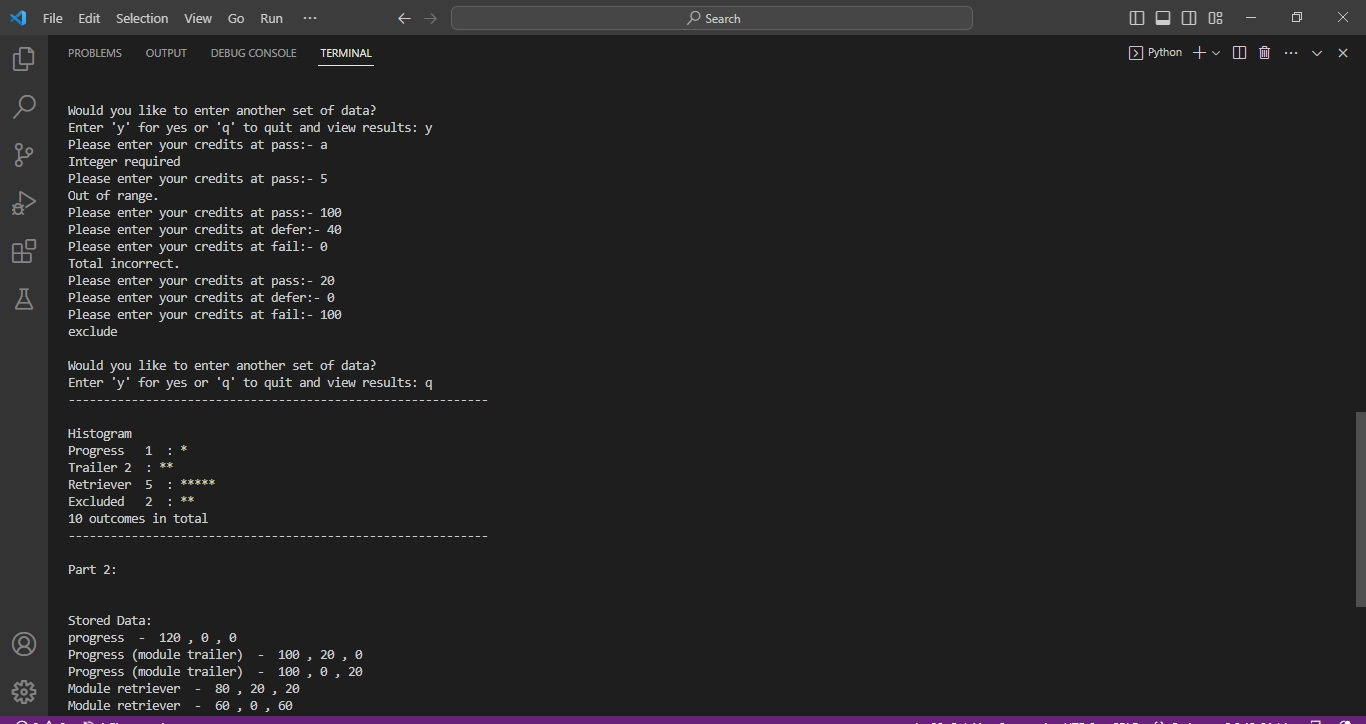 File Edit Selection View Go Run ···
Search
PROBLEMS OUTPUT DEBUG CONSOLE TERMINAL
Python
Would you like to enter another set of data?
Enter 'y' for yes or 'q' to quit and view results: y
Please enter your credits at pass:- a
Integer required
Please enter your credits at pass:- 5
Out of range.
Please enter your credits at pass:- 100
Please enter your credits at defer:- 40
Please enter your credits at fail:- 0
Total incorrect.
Please enter your credits at pass:- 20
Please enter your credits at defer:- 0
Please enter your credits at fail:- 100
exclude
Would you like to enter another set of data?
Enter 'y' for yes or 'q' to quit and view results: q
------------------------------------------------------------
Histogram
Progress   1  : *
Trailer 2  : **
Retriever  5  : *****
Excluded   2  : **
10 outcomes in total
------------------------------------------------------------
Part 2:
Stored Data:
progress  -  120 , 0 , 0
Progress (module trailer)  -  100 , 20 , 0
Progress (module trailer)  -  100 , 0 , 20
Module retriever  -  80 , 20 , 20
Module retriever  -  60 , 0 , 60